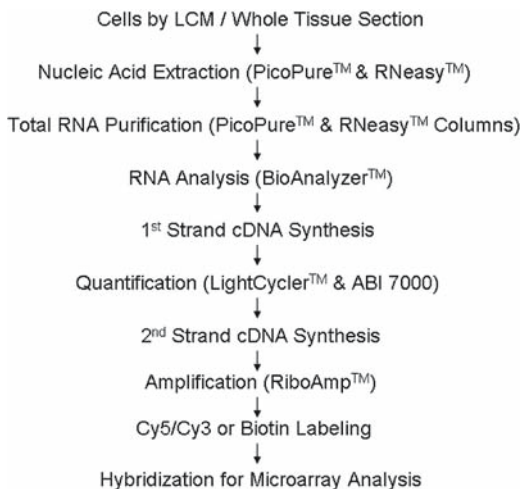 Cells by LCM / Whole Tissue Section
Nucleic Acid Extraction (PicoPure™ & RNeasy™)
Total RNA Purification (PicoPure™ & RNeasy™ Columns)
RNA Analysis (BioAnalyzer™)
1st Strand cDNA Synthesis
Quantification (LightCycler™ & ABI 7000)
2nd Strand cDNA Synthesis
Amplification (RiboAmp™)
Cy5/Cy3 or Biotin Labeling
Hybridization for Microarray Analysis